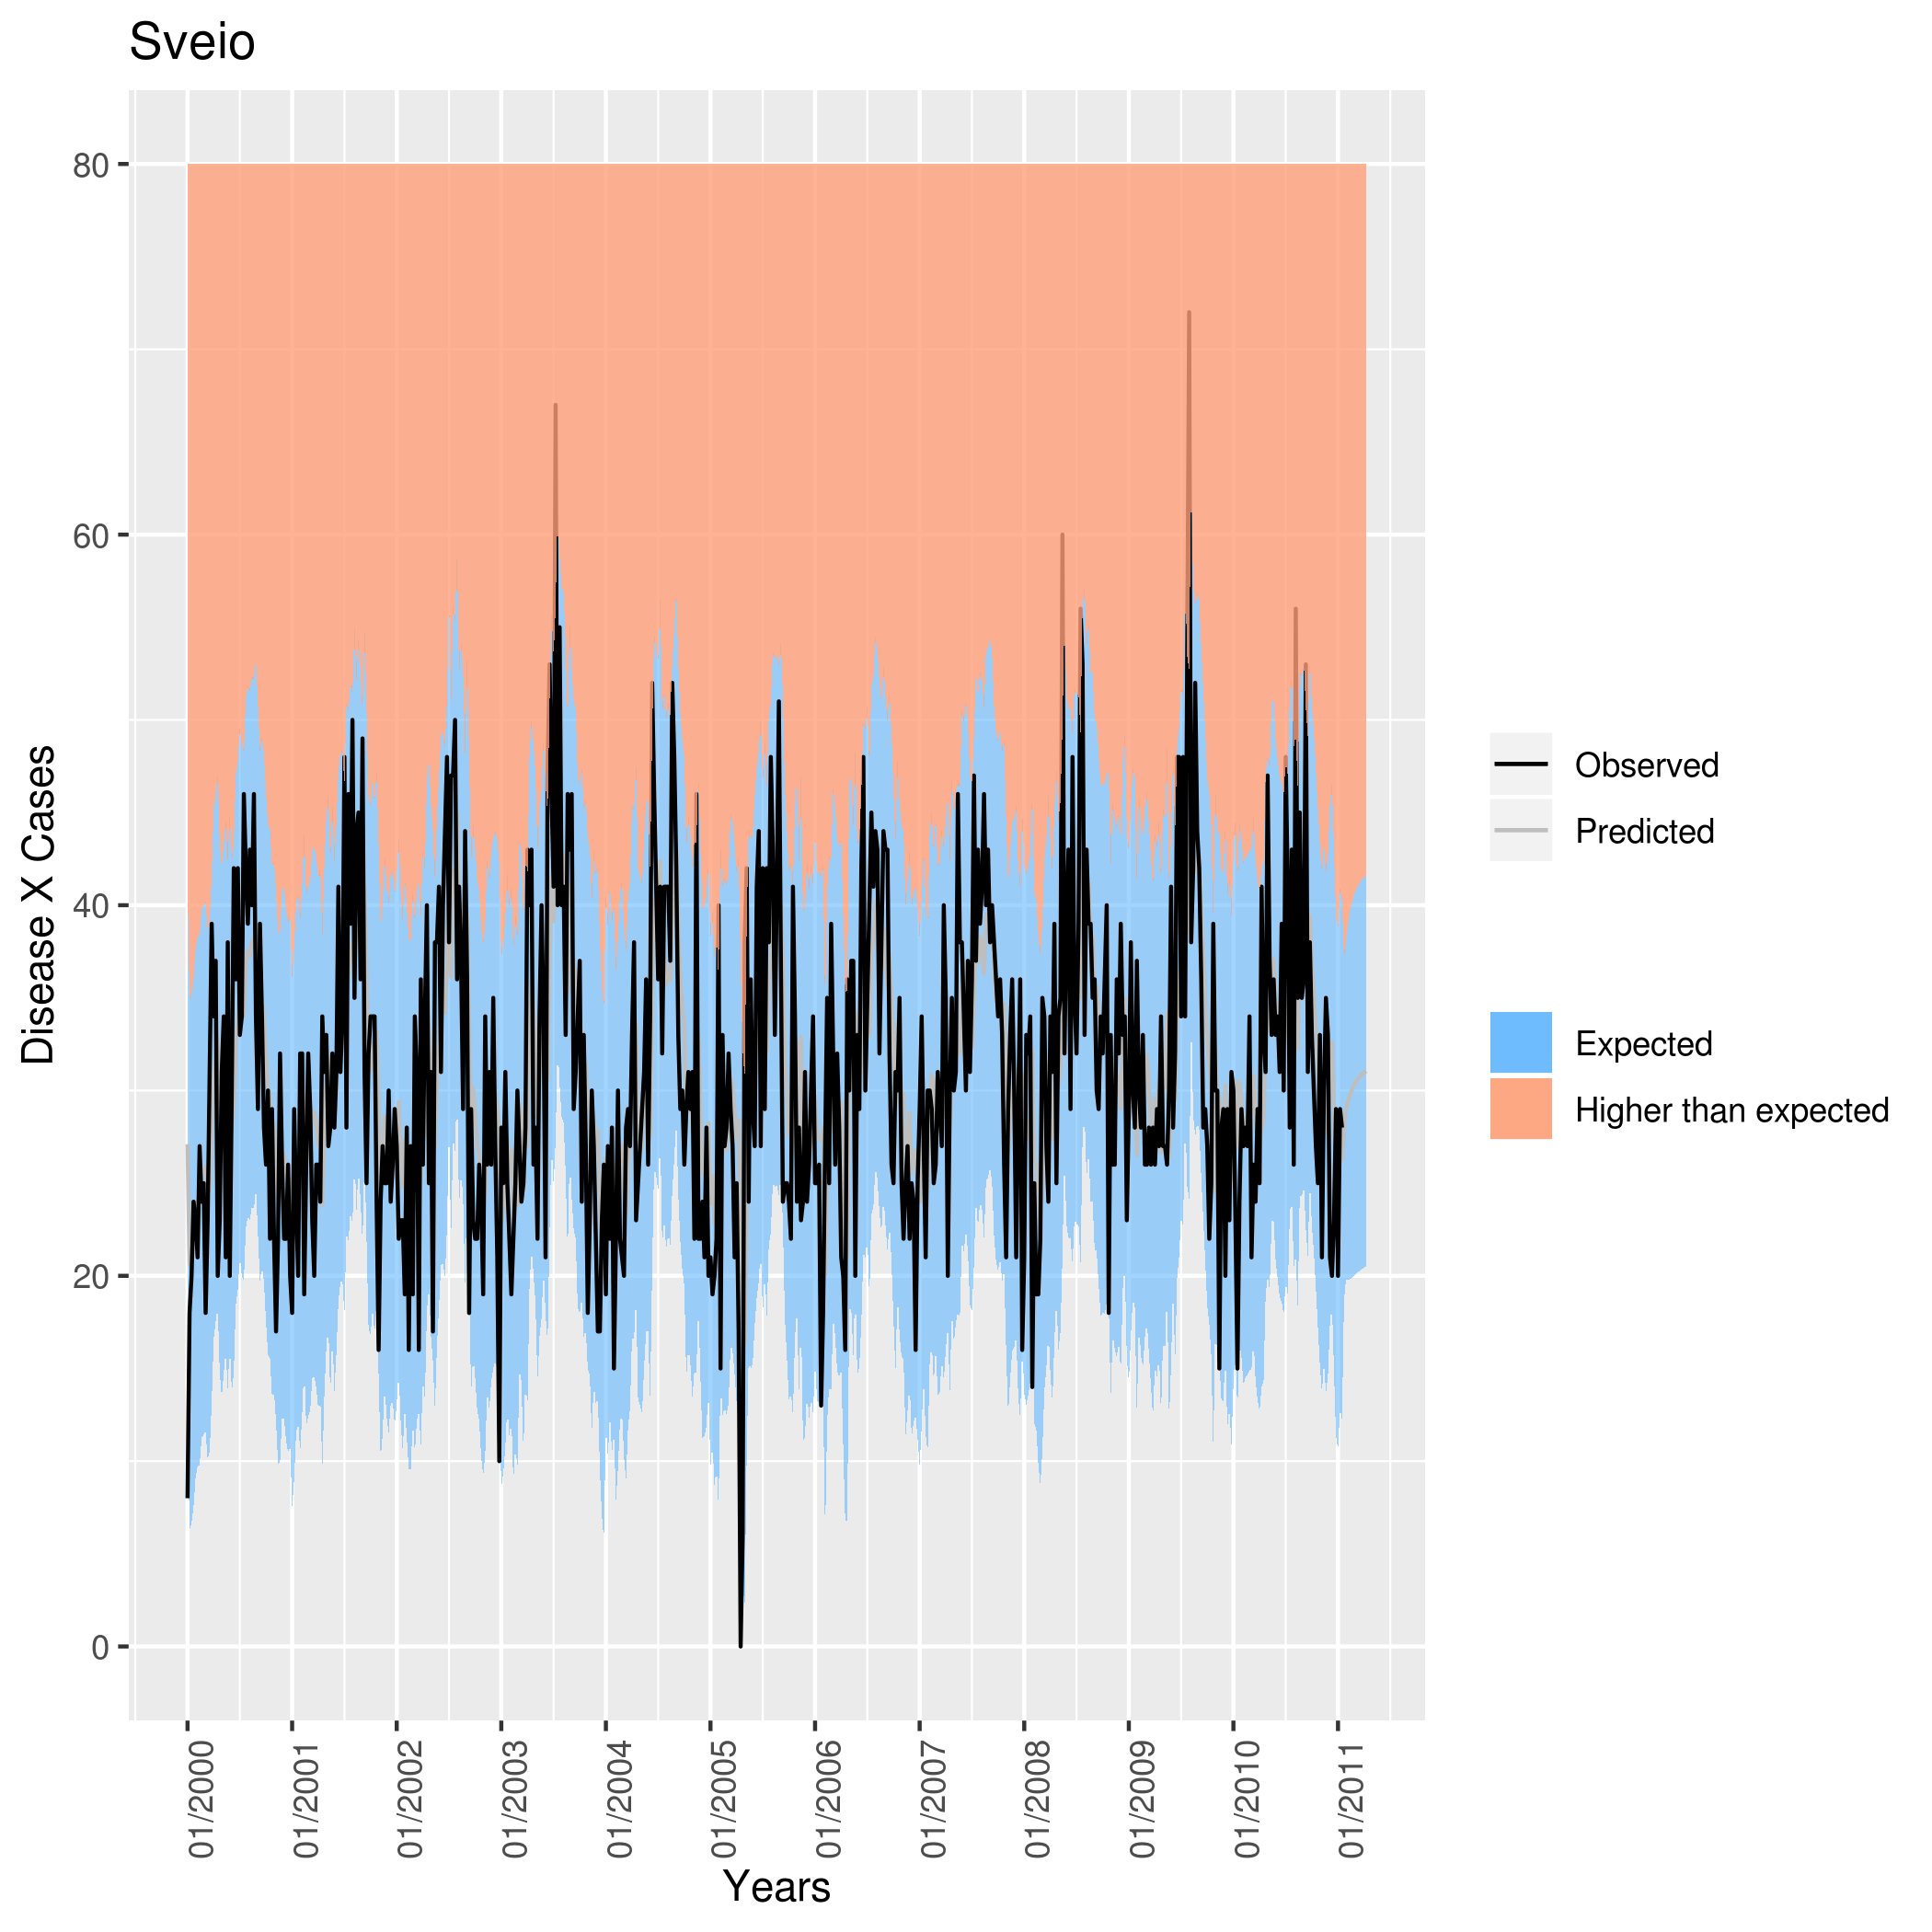 Sveio
80
60
40
20
0
Disease X Cases
01/2000
01/2001
01/2002
01/2003
01/2004
01/2005
01/2006
01/2007
01/2008
01/2009
01/2010
01/2011
Years
Observed
Predicted
Expected
Higher than expected